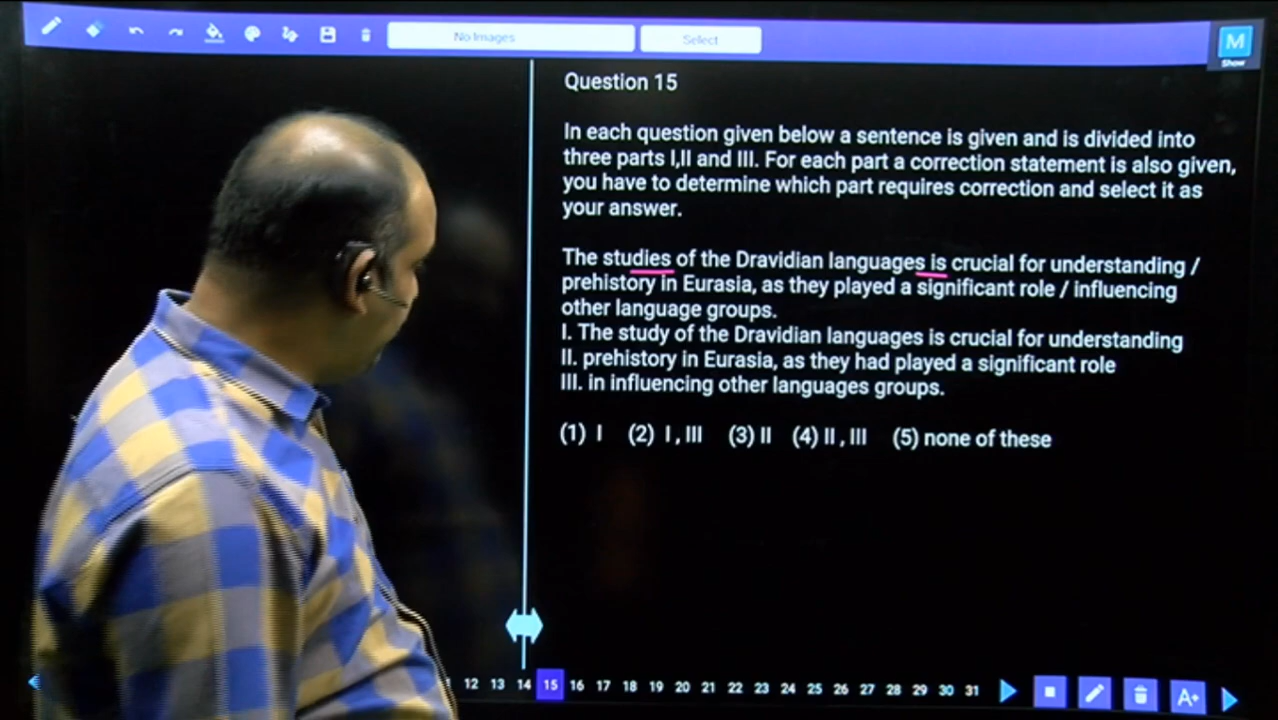 No Images
Select
M
Show
Question 15
In each question given below a sentence is given and is divided into
three parts I,II and III. For each part a correction statement is also given,
you have to determine which part requires correction and select it as
your answer.
The studies of the Dravidian languages is crucial for understanding /
prehistory in Eurasia, as they played a significant role / influencing
other language groups.
I. The study of the Dravidian languages is crucial for understanding
II. prehistory in Eurasia, as they had played a significant role
III. in influencing other languages groups.
(1) I (2) I , III (3) II (4) II , III (5) none of these
12 13 14 15 16 17 18 19 20 21 22 23 24 25 26 27 28 29 30 31
A+